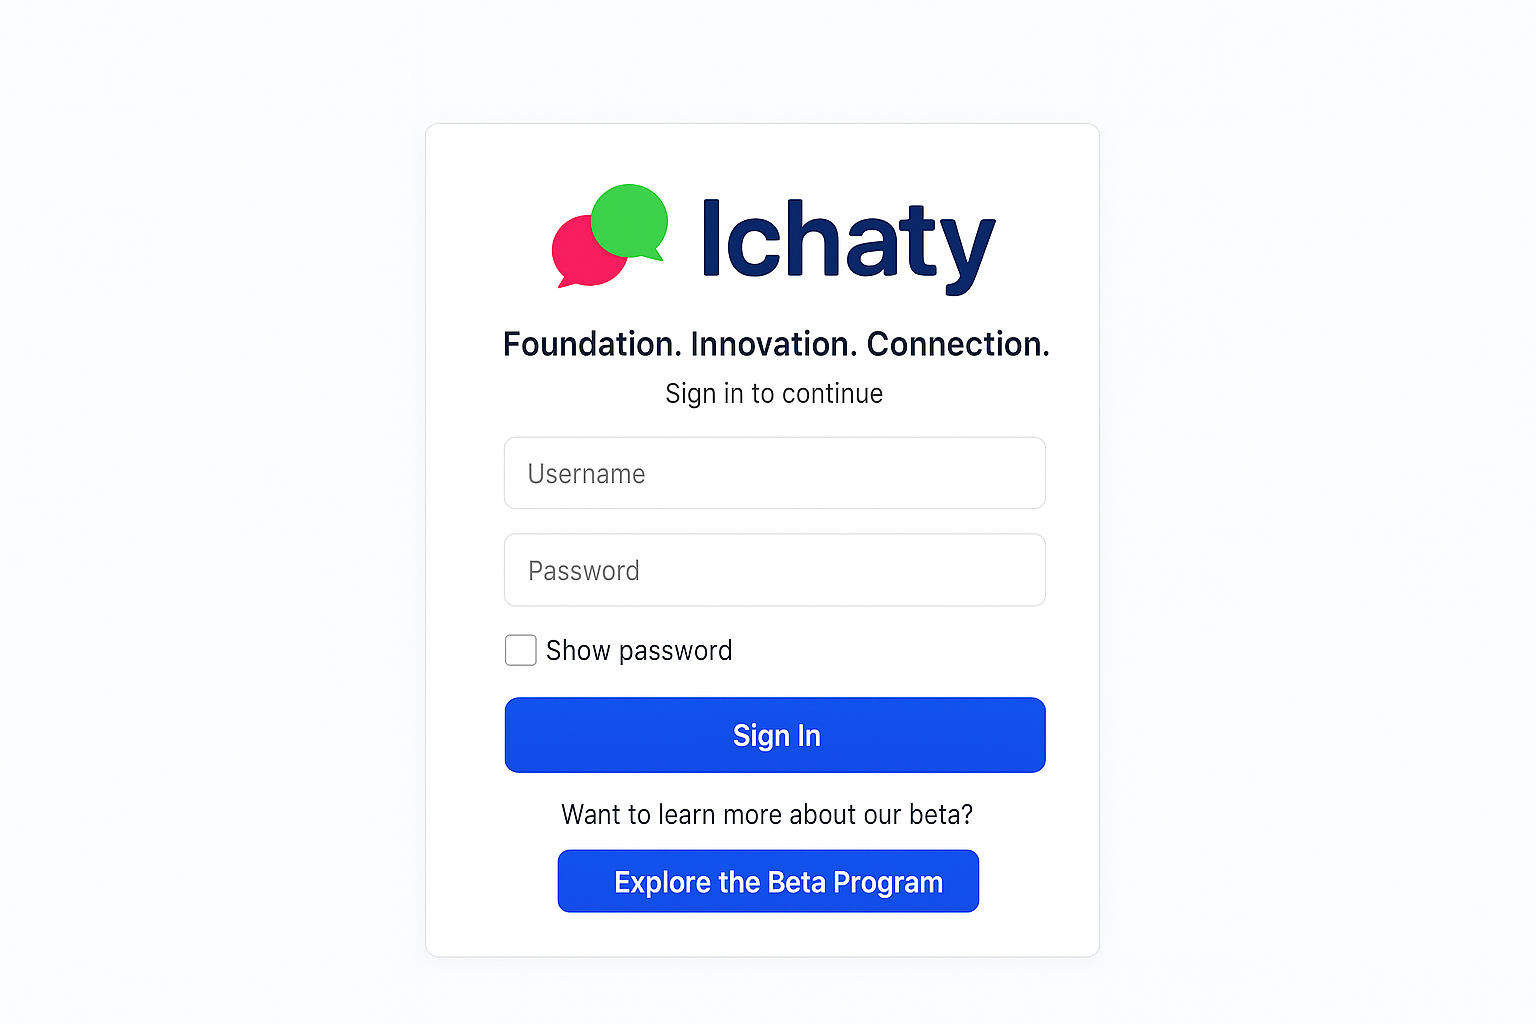 Ichaty
Foundation. Innovation. Connection.
Sign in to continue
Username
Password
Show password
Sign In
Want to learn more about our beta?
Explore the Beta Program